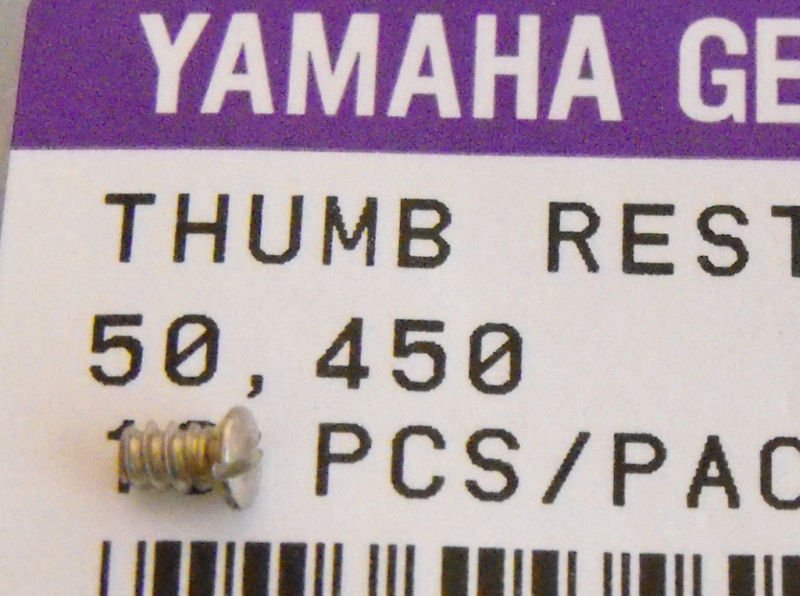 YAMAHA GE
THUMB REST
50,450
PCS/PAC